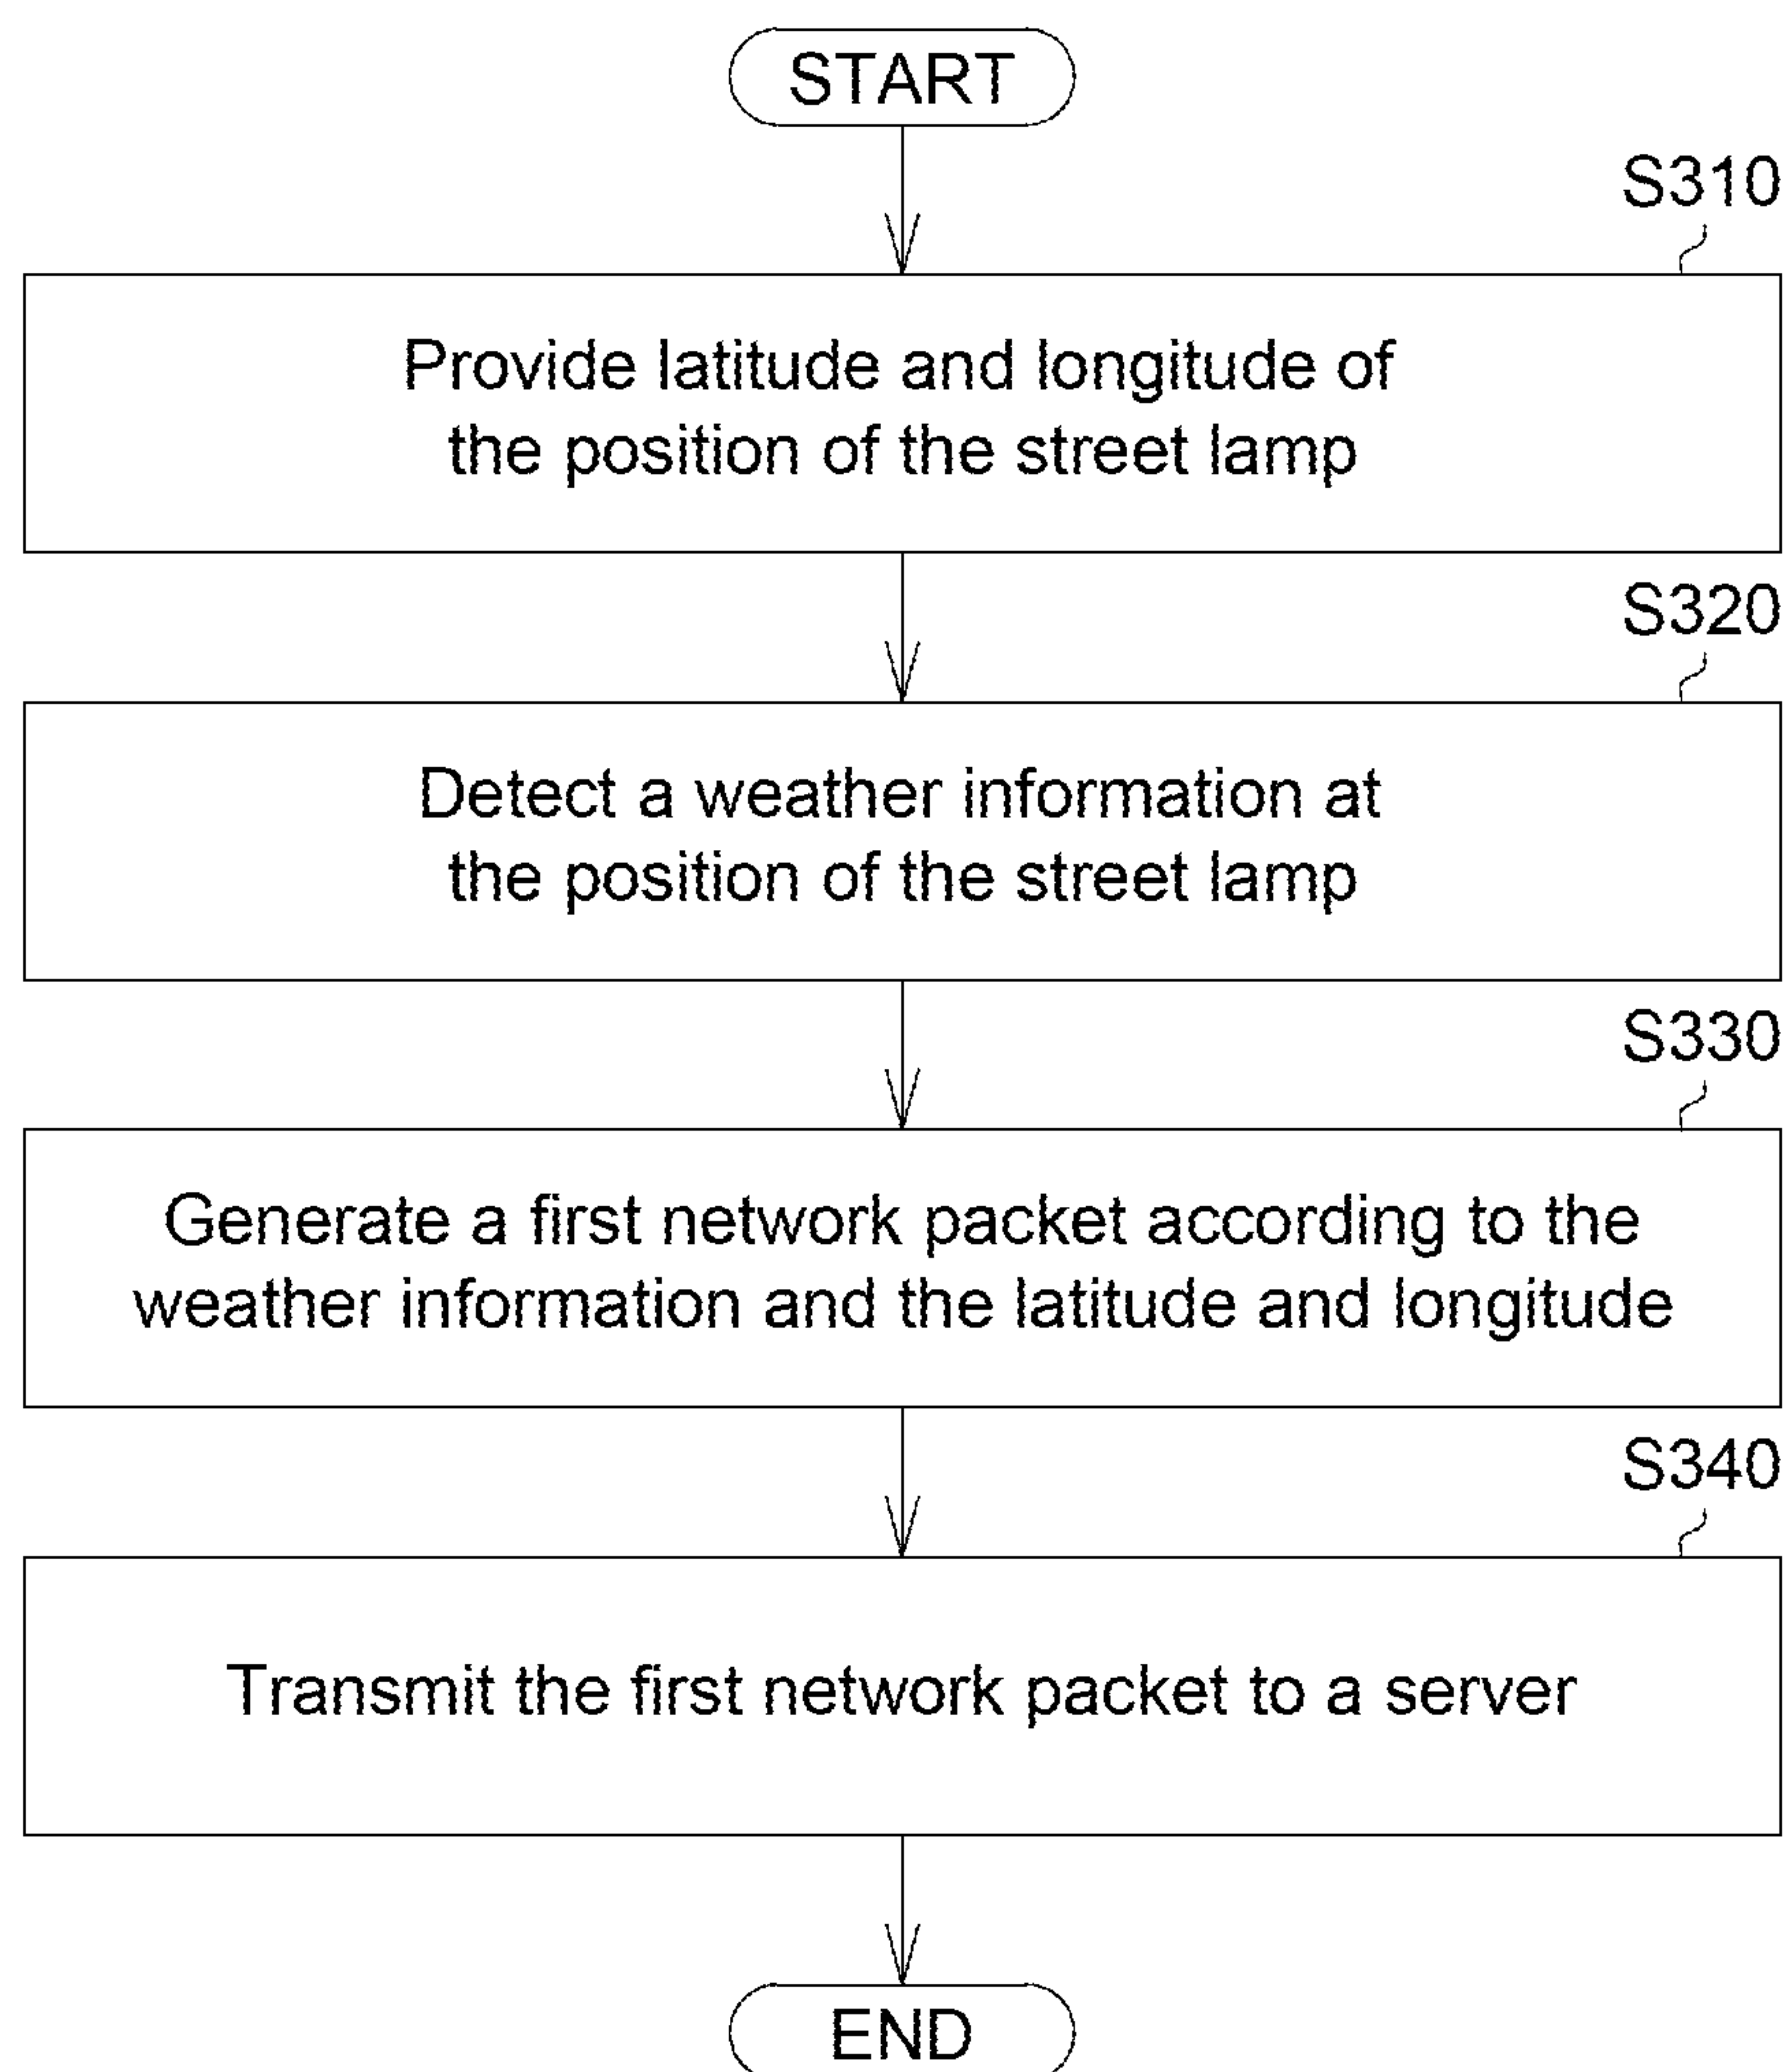 START
S310
Provide latitude and longitude of
the position of the street lamp
S320
Detect a weather information at
the position of the street lamp
S330
Generate a first network packet according to the
weather information and the latitude and longitude
S340
Transmit the first network packet to a server
END